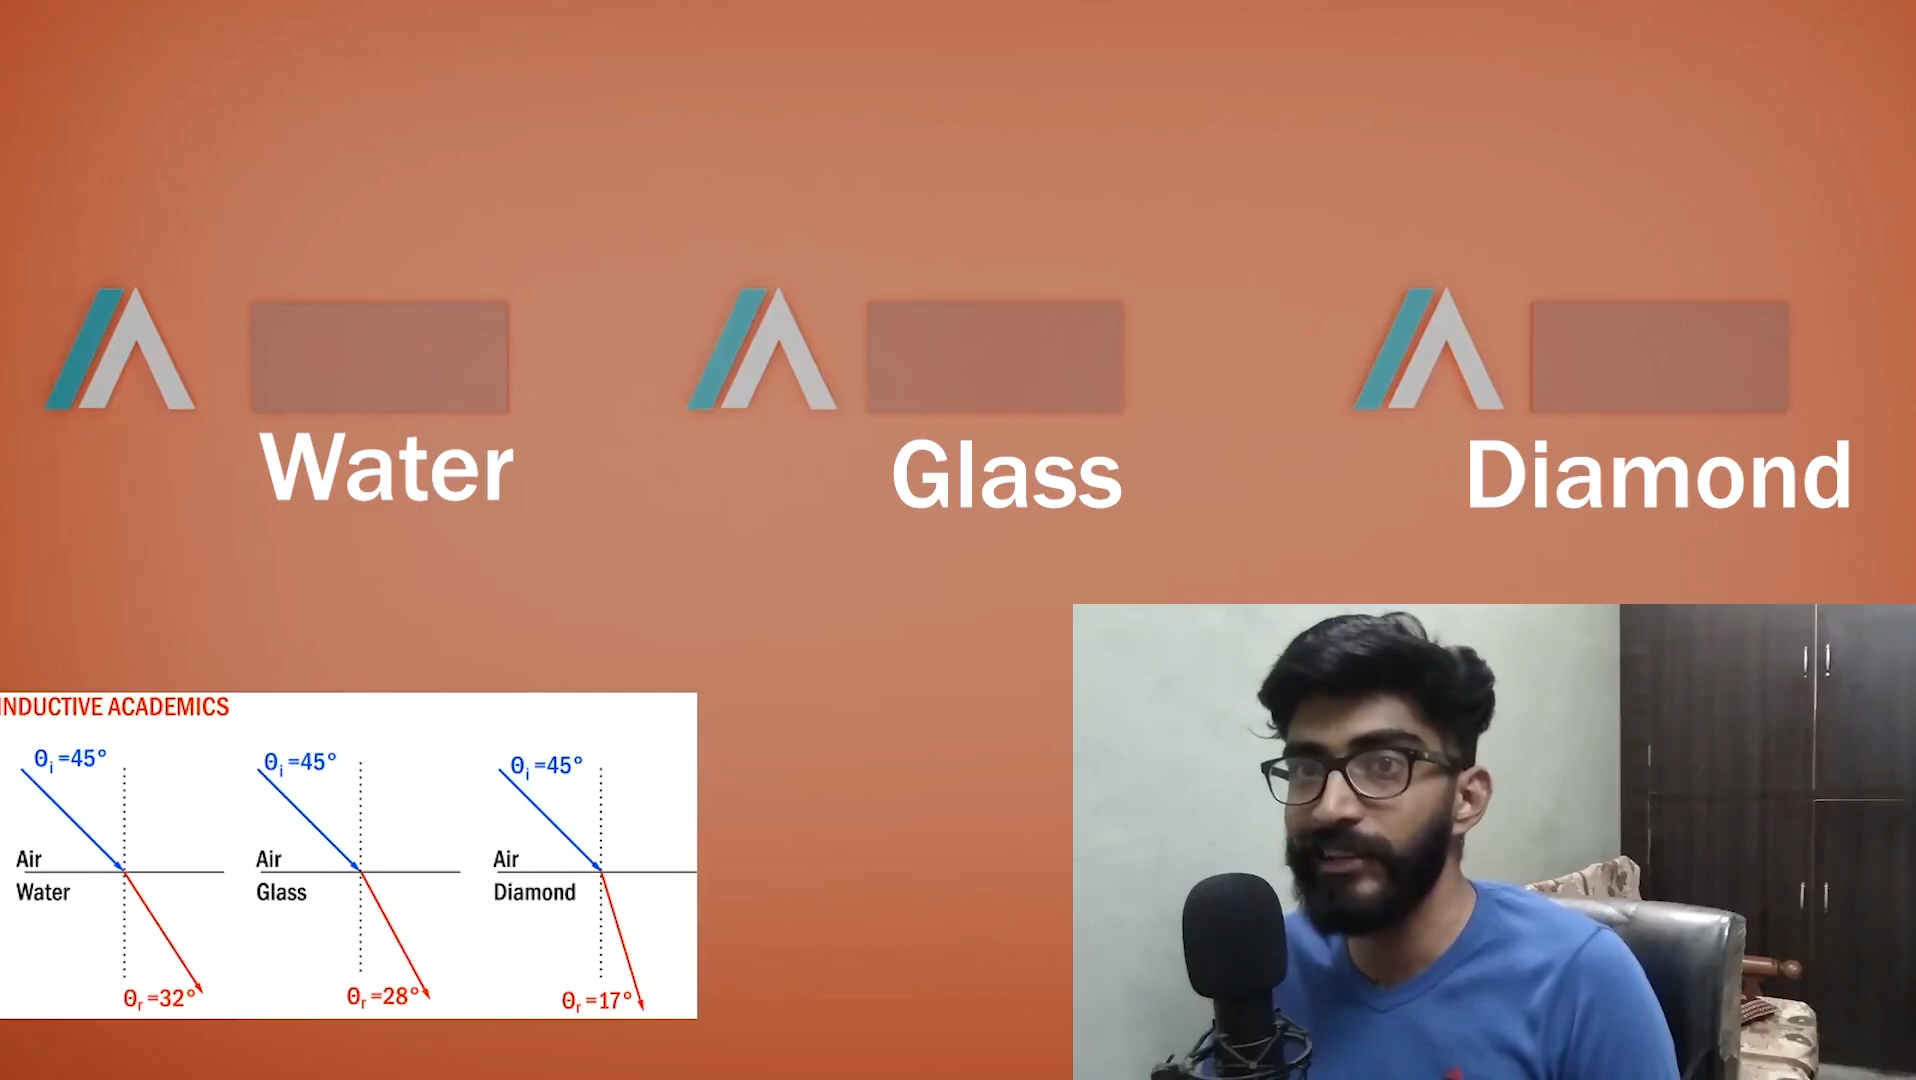 Water
Glass
Diamond
INDUCTIVE ACADEMICS
θi =45°
θi =45°
θi =45°
Air
Air
Air
Water
Glass
Diamond
θr =32°
θr =28°
θr =17°